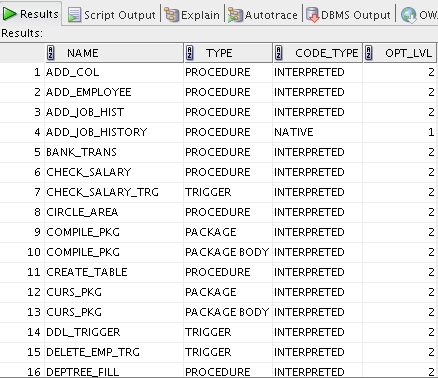 Results Script Output Explain Autotrace DBMS Output OW
Results:
NAME TYPE CODE_TYPE OPT_LVL
1 ADD_COL PROCEDURE INTERPRETED 2
2 ADD_EMPLOYEE PROCEDURE INTERPRETED 2
3 ADD_JOB_HIST PROCEDURE INTERPRETED 2
4 ADD_JOB_HISTORY PROCEDURE NATIVE 1
5 BANK_TRANS PROCEDURE INTERPRETED 2
6 CHECK_SALARY PROCEDURE INTERPRETED 2
7 CHECK_SALARY_TRG TRIGGER INTERPRETED 2
8 CIRCLE_AREA PROCEDURE INTERPRETED 2
9 COMPILE_PKG PACKAGE INTERPRETED 2
10 COMPILE_PKG PACKAGE BODY INTERPRETED 2
11 CREATE_TABLE PROCEDURE INTERPRETED 2
12 CURS_PKG PACKAGE INTERPRETED 2
13 CURS_PKG PACKAGE BODY INTERPRETED 2
14 DDL_TRIGGER TRIGGER INTERPRETED 2
15 DELETE_EMP_TRG TRIGGER INTERPRETED 2
16 DEPTREE_FILL PROCEDURE INTERPRETED 2